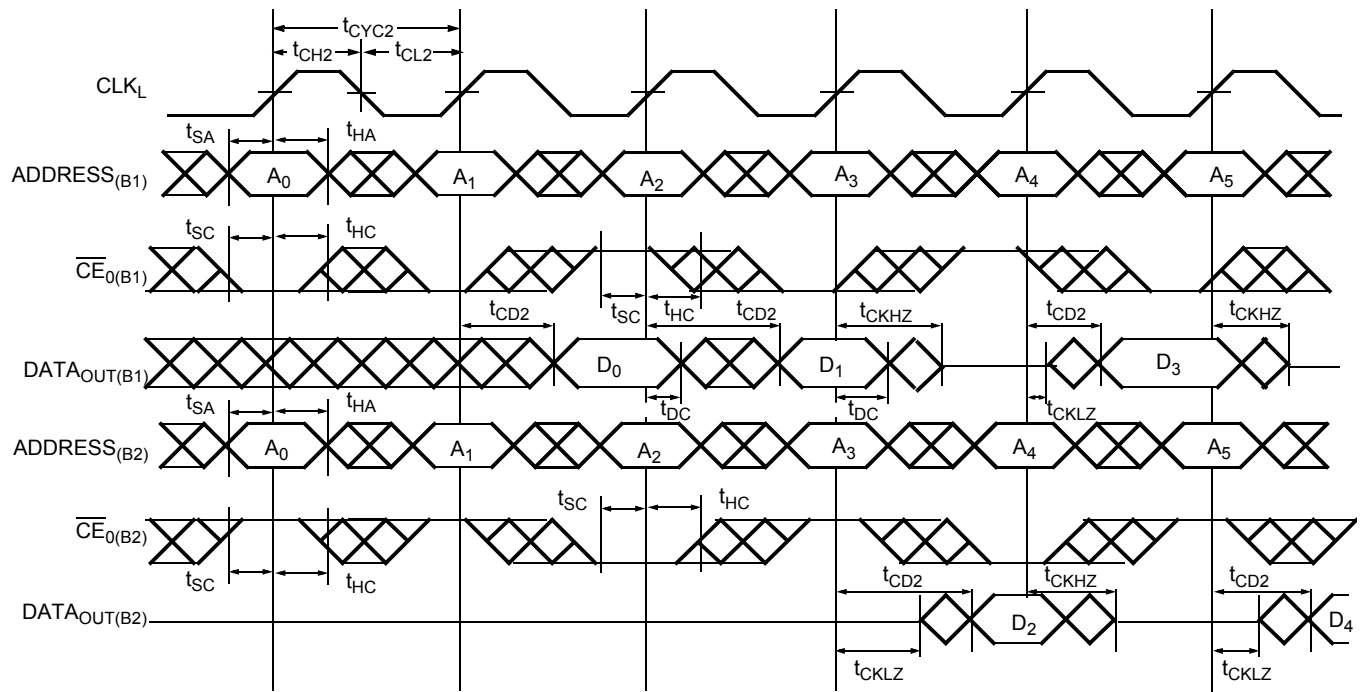 tCYC2
tCH2 tCL2
CLKL
tSA tHA
ADDRESS(B1) A0 A1 A2 A3 A4 A5
tSC tHC
CE0(B1)
tCD2 tSC tHC tCD2 tCKHZ tCD2 tCKHZ
DATAOUT(B1) D0 D1 D3
tSA tHA tDC tDC tCKLZ
ADDRESS(B2) A0 A1 A2 A3 A4 A5
tSC tHC
CE0(B2)
tSC tHC tCD2 tCKHZ tCD2
DATAOUT(B2) D2 D4
tCKLZ tCKLZ